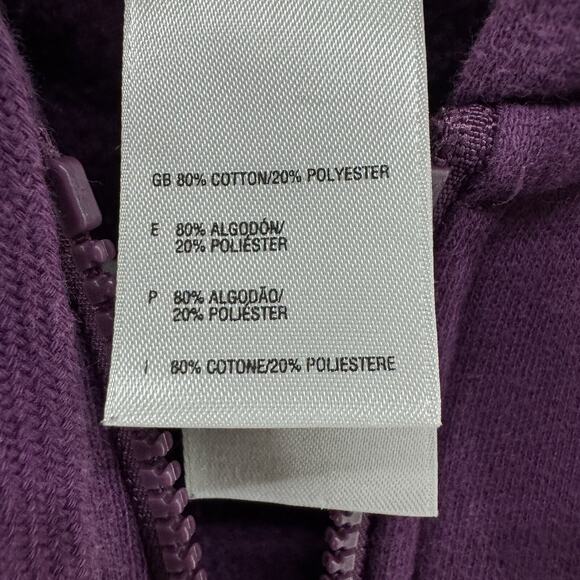 GB 80% COTTON/20% POLYESTER
E 80% ALGODÓN/
20% POLIÉSTER
P 80% ALGODÃO/
20% POLIÉSTER
I 80% COTONE/20% POLIESTERE